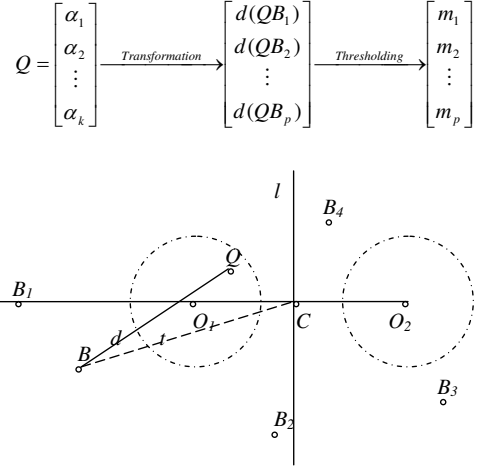 Q = [α1 α2 ⋮ αk] Transformation [d(QB1) d(QB2) ⋮ d(QBp)] Thresholding [m1 m2 ⋮ mp]
l
B4
Q
B1
O1
C
O2
d
t
B
B3
B2